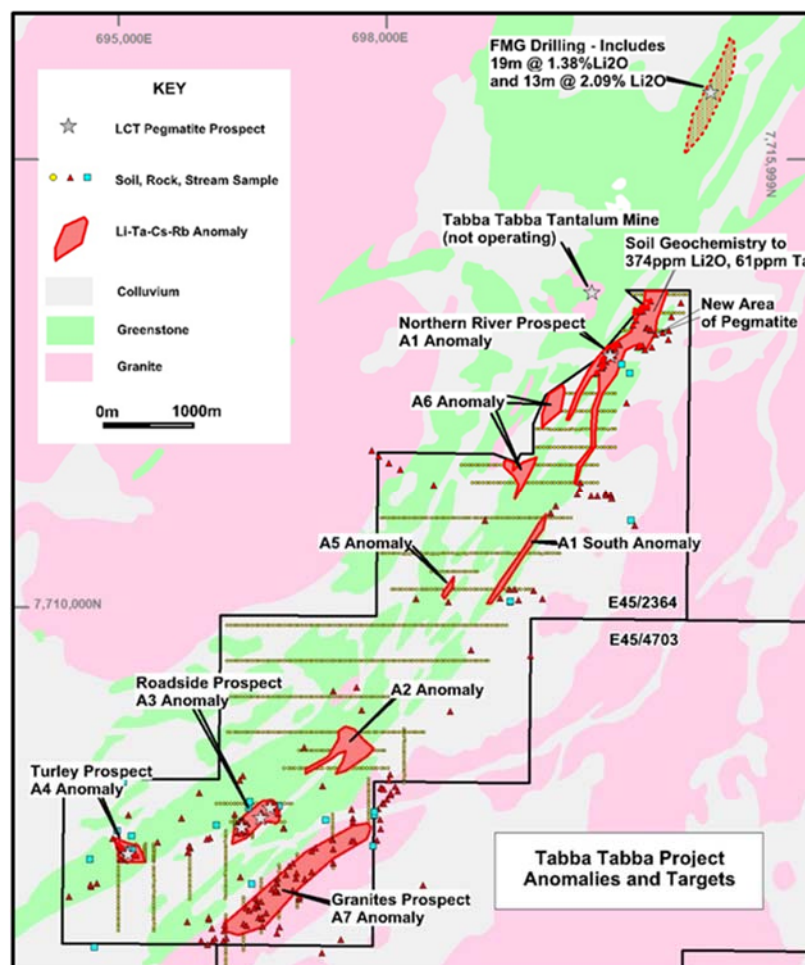 695,000E
698,000E
FMG Drilling - Includes
19m @ 1.38%Li2O
and 13m @ 2.09% Li2O
7,715,999N
KEY
LCT Pegmatite Prospect
Soil, Rock, Stream Sample
Li-Ta-Cs-Rb Anomaly
Colluvium
Greenstone
Granite
0m 1000m
Tabba Tabba Tantalum Mine
(not operating)
Soil Geochemistry to
374ppm Li2O, 61ppm Ta
New Area
of Pegmatite
Northern River Prospect
A1 Anomaly
A6 Anomaly
A5 Anomaly
A1 South Anomaly
7,710,000N
E45/2364
E45/4703
Roadside Prospect
A3 Anomaly
A2 Anomaly
Turley Prospect
A4 Anomaly
Tabba Tabba Project
Anomalies and Targets
Granites Prospect
A7 Anomaly